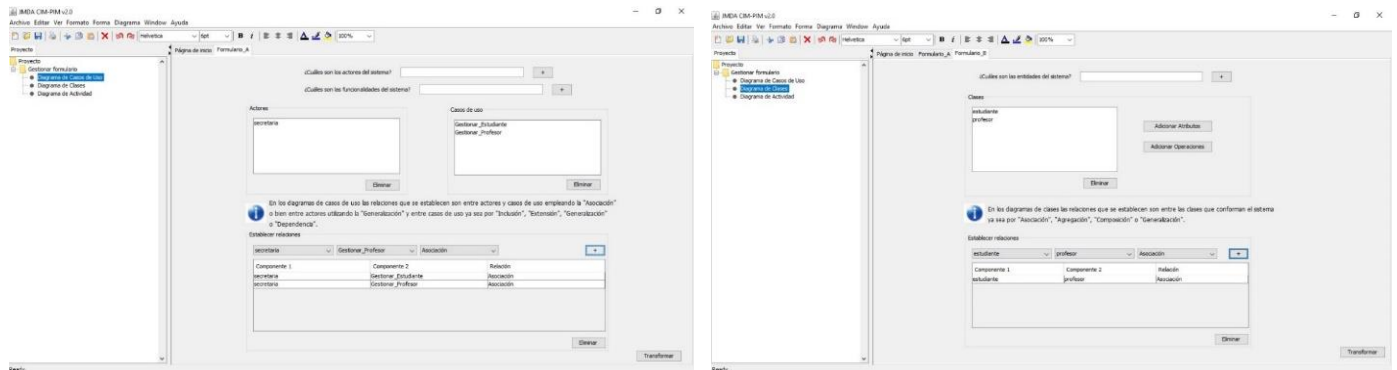 IMDA CIM-PIM v2.0
Archivo Editar Ver Formato Forma Diagrama Window Ayuda
Helvetica 6pt B I 100%
Proyecto
Página de inicio Formulario_A
Proyecto
Gestionar formulario
Diagrama de Casos de Uso
Diagrama de Clases
Diagrama de Actividad
¿Cuáles son los actores del sistema? +
¿Cuáles son las funcionalidades del sistema? +
Actores
secretaria
Eliminar
Casos de uso
Gestionar_Estudiante
Gestionar_Profesor
Eliminar
En los diagramas de casos de uso las relaciones que se establecen son entre actores y casos de uso empleando la "Asociación"
o bien entre actores utilizando la "Generalización" y entre casos de uso ya sea por "Inclusión", "Extensión", "Generalización"
o "Dependencia".
Establecer relaciones
secretaria Gestionar_Profesor Asociación +
Componente 1 Componente 2 Relación
secretaria Gestionar_Estudiante Asociación
secretaria Gestionar_Profesor Asociación
Eliminar
Transformar
Ready
IMDA CIM-PIM v2.0
Archivo Editar Ver Formato Forma Diagrama Window Ayuda
Helvetica 6pt B I 100%
Proyecto
Página de inicio Formulario_A Formulario_B
Proyecto
Gestionar formulario
Diagrama de Casos de Uso
Diagrama de Clases
Diagrama de Actividad
¿Cuáles son las entidades del sistema? +
Clases
estudiante
profesor
Adicionar Atributos
Adicionar Operaciones
Eliminar
En los diagramas de clases las relaciones que se establecen son entre las clases que conforman el sistema
ya sea por "Asociación", "Agregación", "Composición" o "Generalización".
Establecer relaciones
estudiante profesor Asociación +
Componente 1 Componente 2 Relación
estudiante profesor Asociación
Eliminar
Transformar
Ready